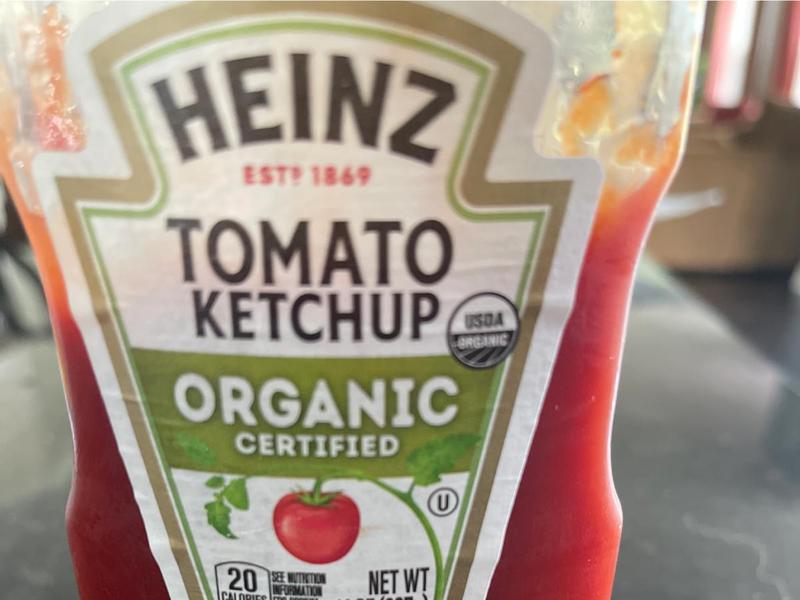 HEINZ
ESTD 1869
TOMATO
KETCHUP
USDA
ORGANIC
ORGANIC
CERTIFIED
U
20
CALORIES
SEE NUTRITION
INFORMATION
NET WT